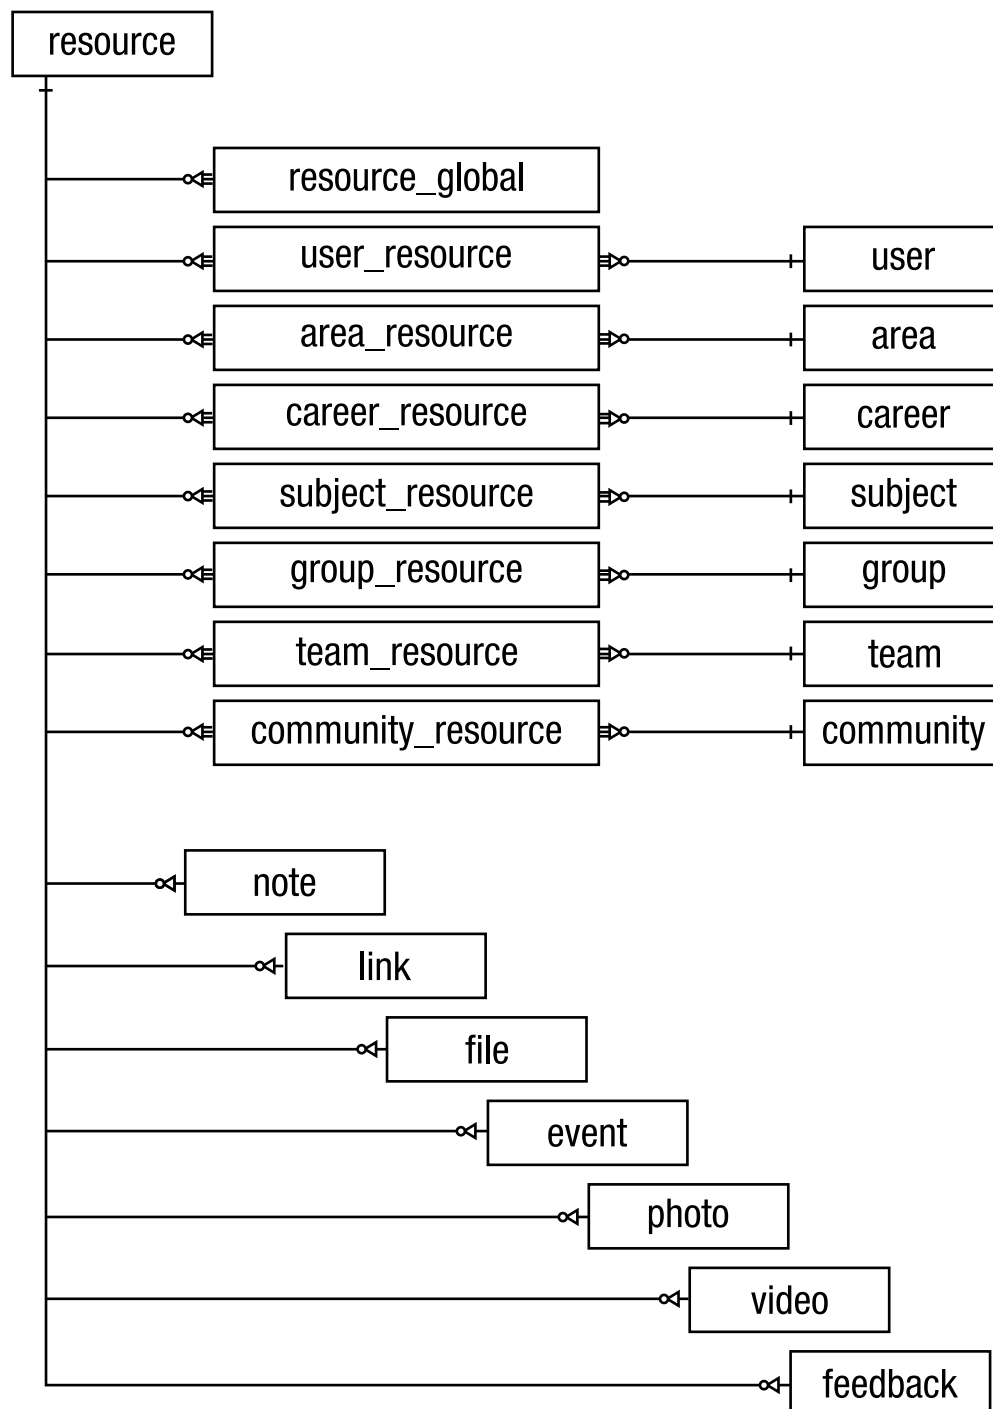 resource
resource_global
user_resource
user
area_resource
area
career_resource
career
subject_resource
subject
group_resource
group
team_resource
team
community_resource
community
note
link
file
event
photo
video
feedback